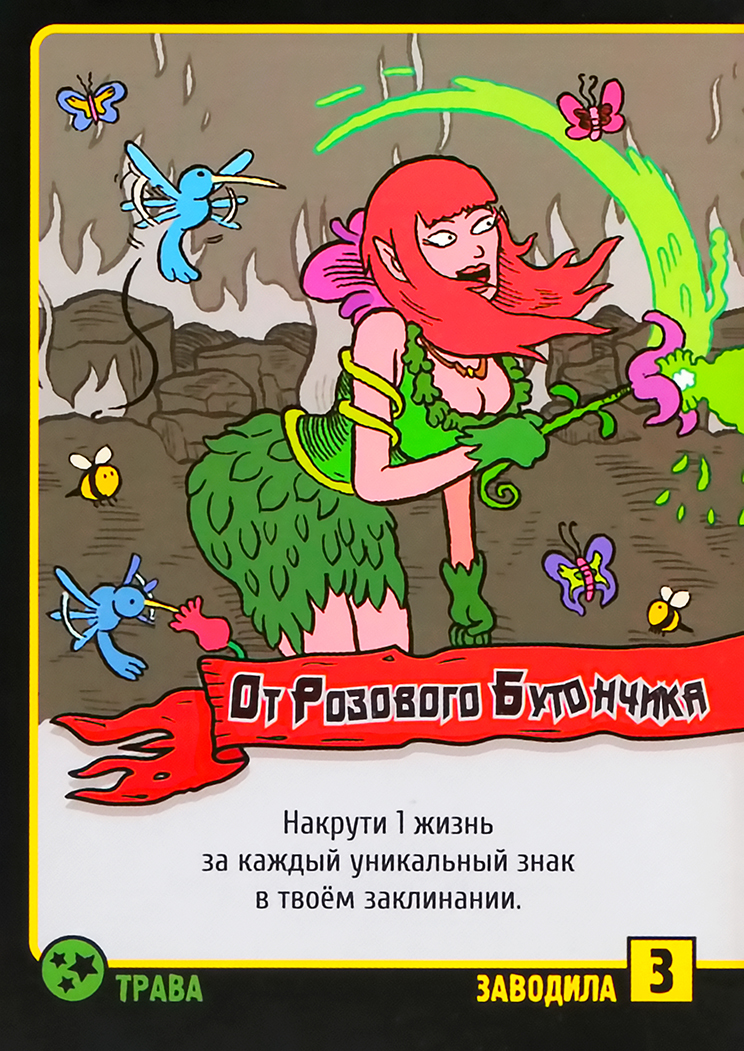 От Розового Бутончика
Накрути 1 жизнь
за каждый уникальный знак
в твоём заклинании.
ТРАВА
ЗАВОДИЛА 3